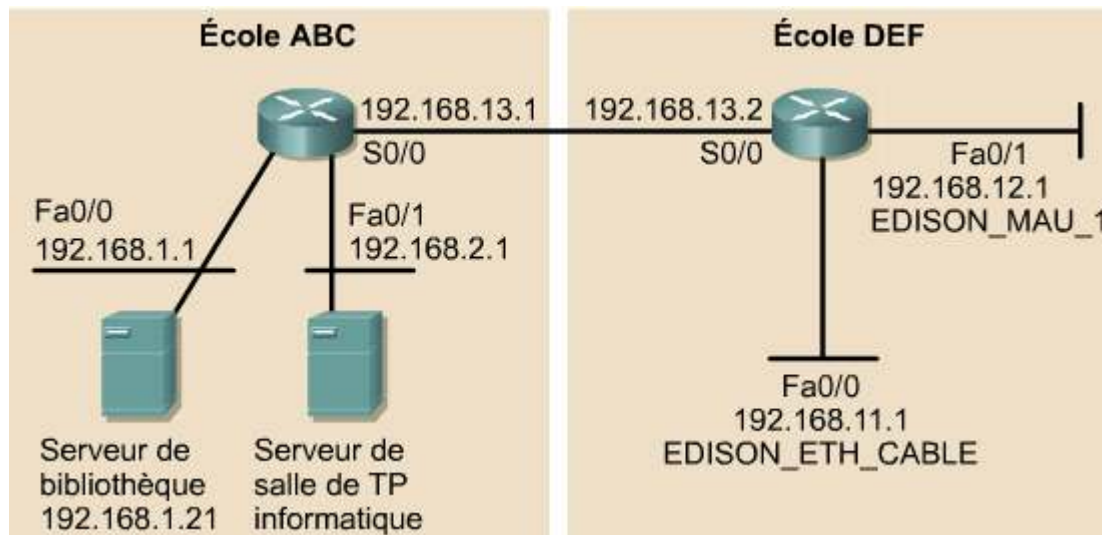 École ABC
192.168.13.1
S0/0
Fa0/0
192.168.1.1
Fa0/1
192.168.2.1
Serveur de
bibliothèque
192.168.1.21
Serveur de
salle de TP
informatique
École DEF
192.168.13.2
S0/0
Fa0/1
192.168.12.1
EDISON_MAU_1
Fa0/0
192.168.11.1
EDISON_ETH_CABLE